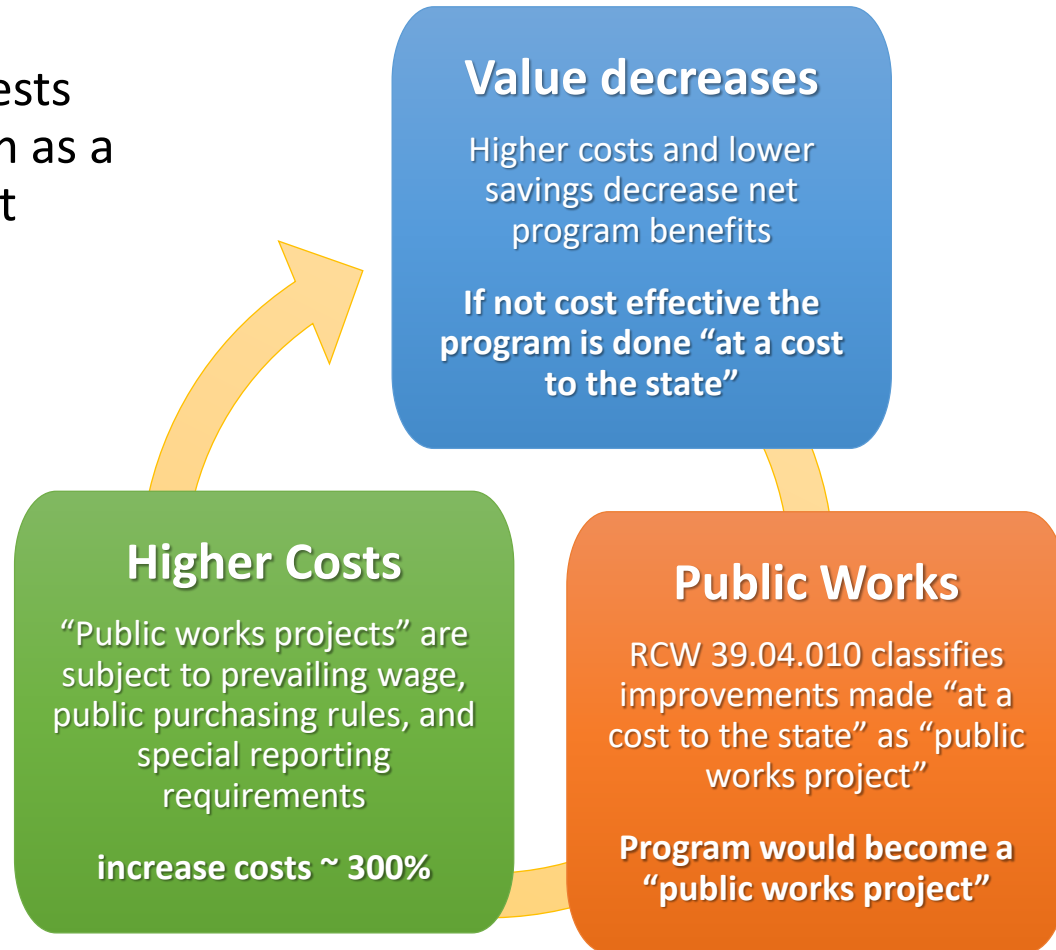 ests
n as a
t
Value decreases
Higher costs and lower
savings decrease net
program benefits
If not cost effective the
program is done “at a cost
to the state”
Higher Costs
“Public works projects” are
subject to prevailing wage,
public purchasing rules, and
special reporting
requirements
increase costs ~ 300%
Public Works
RCW 39.04.010 classifies
improvements made “at a
cost to the state” as “public
works project”
Program would become a
“public works project”